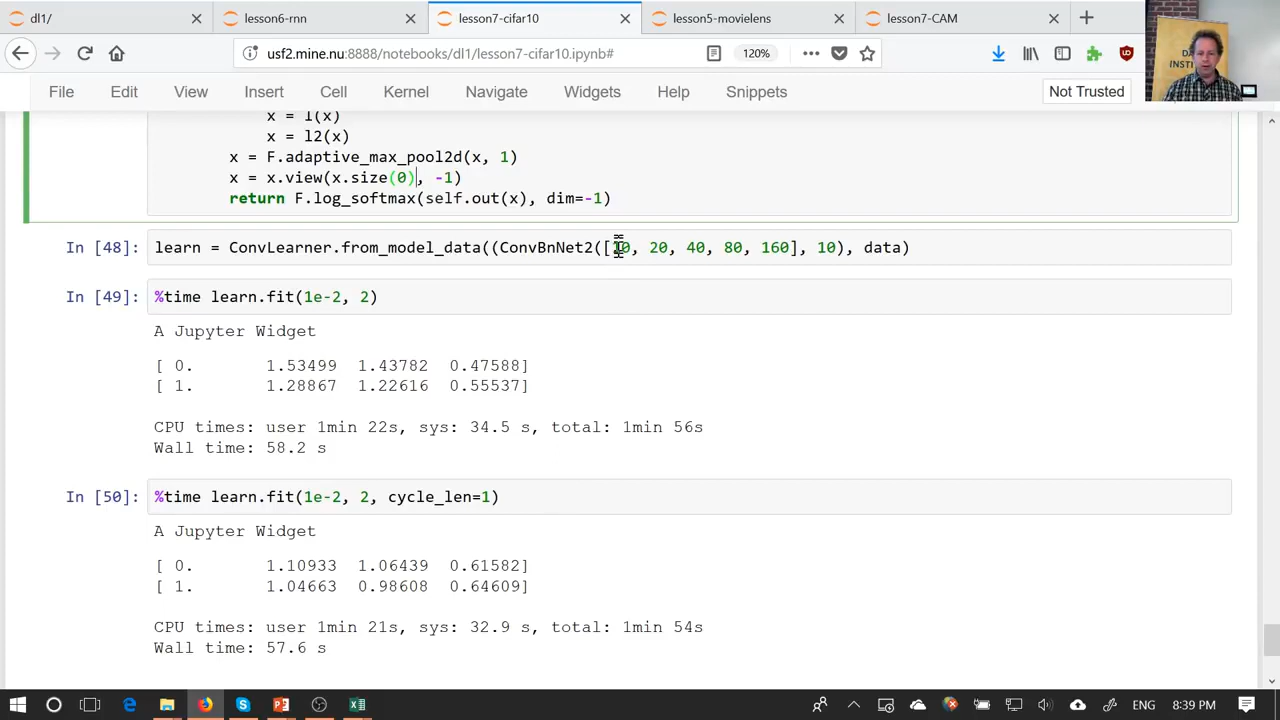 dl1/
lesson6-rnn
lesson7-cifar10
lesson5-movielens
lesson7-CAM
usf2.mine.nu:8888/notebooks/dl1/lesson7-cifar10.ipynb#
120%
File Edit View Insert Cell Kernel Navigate Widgets Help Snippets
Not Trusted
x = l(x)
x = l2(x)
x = F.adaptive_max_pool2d(x, 1)
x = x.view(x.size(0), -1)
return F.log_softmax(self.out(x), dim=-1)
In [48]: learn = ConvLearner.from_model_data((ConvBnNet2([10, 20, 40, 80, 160], 10), data)
In [49]: %time learn.fit(1e-2, 2)
A Jupyter Widget
[ 0. 1.53499 1.43782 0.47588]
[ 1. 1.28867 1.22616 0.55537]
CPU times: user 1min 22s, sys: 34.5 s, total: 1min 56s
Wall time: 58.2 s
In [50]: %time learn.fit(1e-2, 2, cycle_len=1)
A Jupyter Widget
[ 0. 1.10933 1.06439 0.61582]
[ 1. 1.04663 0.98608 0.64609]
CPU times: user 1min 21s, sys: 32.9 s, total: 1min 54s
Wall time: 57.6 s
ENG 8:39 PM